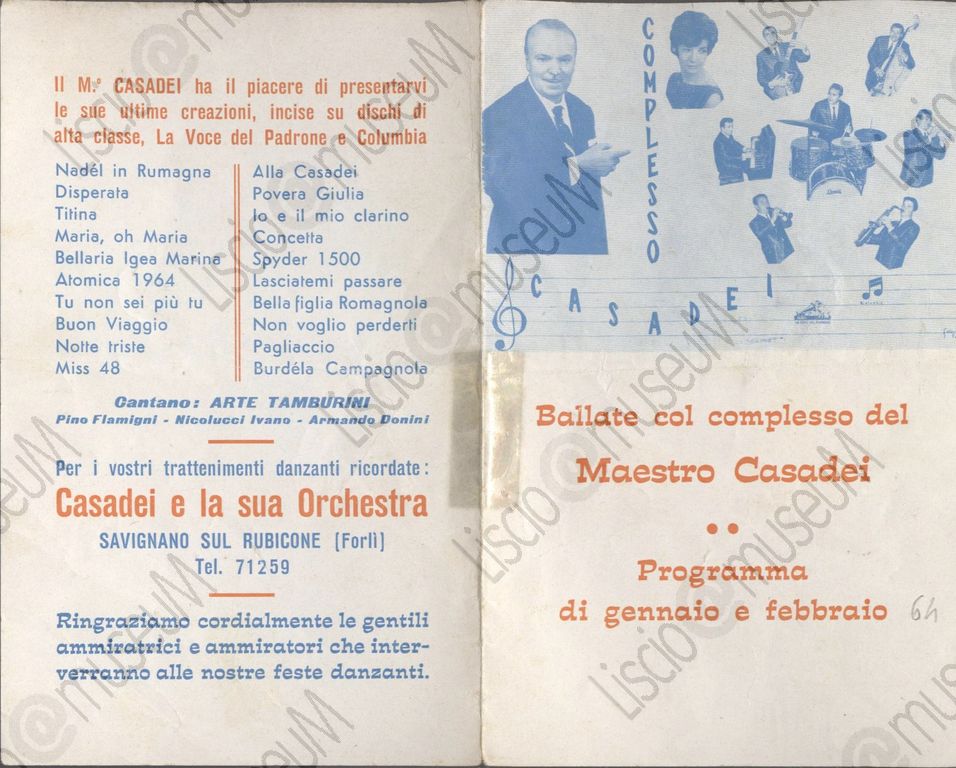 Il M.° CASADEI ha il piacere di presentarvi
le sue ultime creazioni, incise su dischi di
alta classe, La Voce del Padrone e Columbia
Nadêl in Rumagna
Disperata
Titina
Maria, oh Maria
Bellaria Igea Marina
Atomica 1964
Tu non sei più tu
Buon Viaggio
Notte triste
Miss 48
Alla Casadei
Povera Giulia
Io e il mio clarino
Concetta
Spyder 1500
Lasciatemi passare
Bella figlia Romagnola
Non voglio perderti
Pagliaccio
Burdéla Campagnola
Cantano: ARTE TAMBURINI
Pino Flamigni - Nicolucci Ivano - Armando Donini
Per i vostri trattenimenti danzanti ricordate:
Casadei e la sua Orchestra
SAVIGNANO SUL RUBICONE (Forlì)
Tel. 71259
Ringraziamo cordialmente le gentili
ammiratrici e ammiratori che inter-
verranno alle nostre feste danzanti.
COMPLESSO
CASADEI
Ballate col complesso del
Maestro Casadei
Programma
di gennaio e febbraio 64
Liscio@museuM